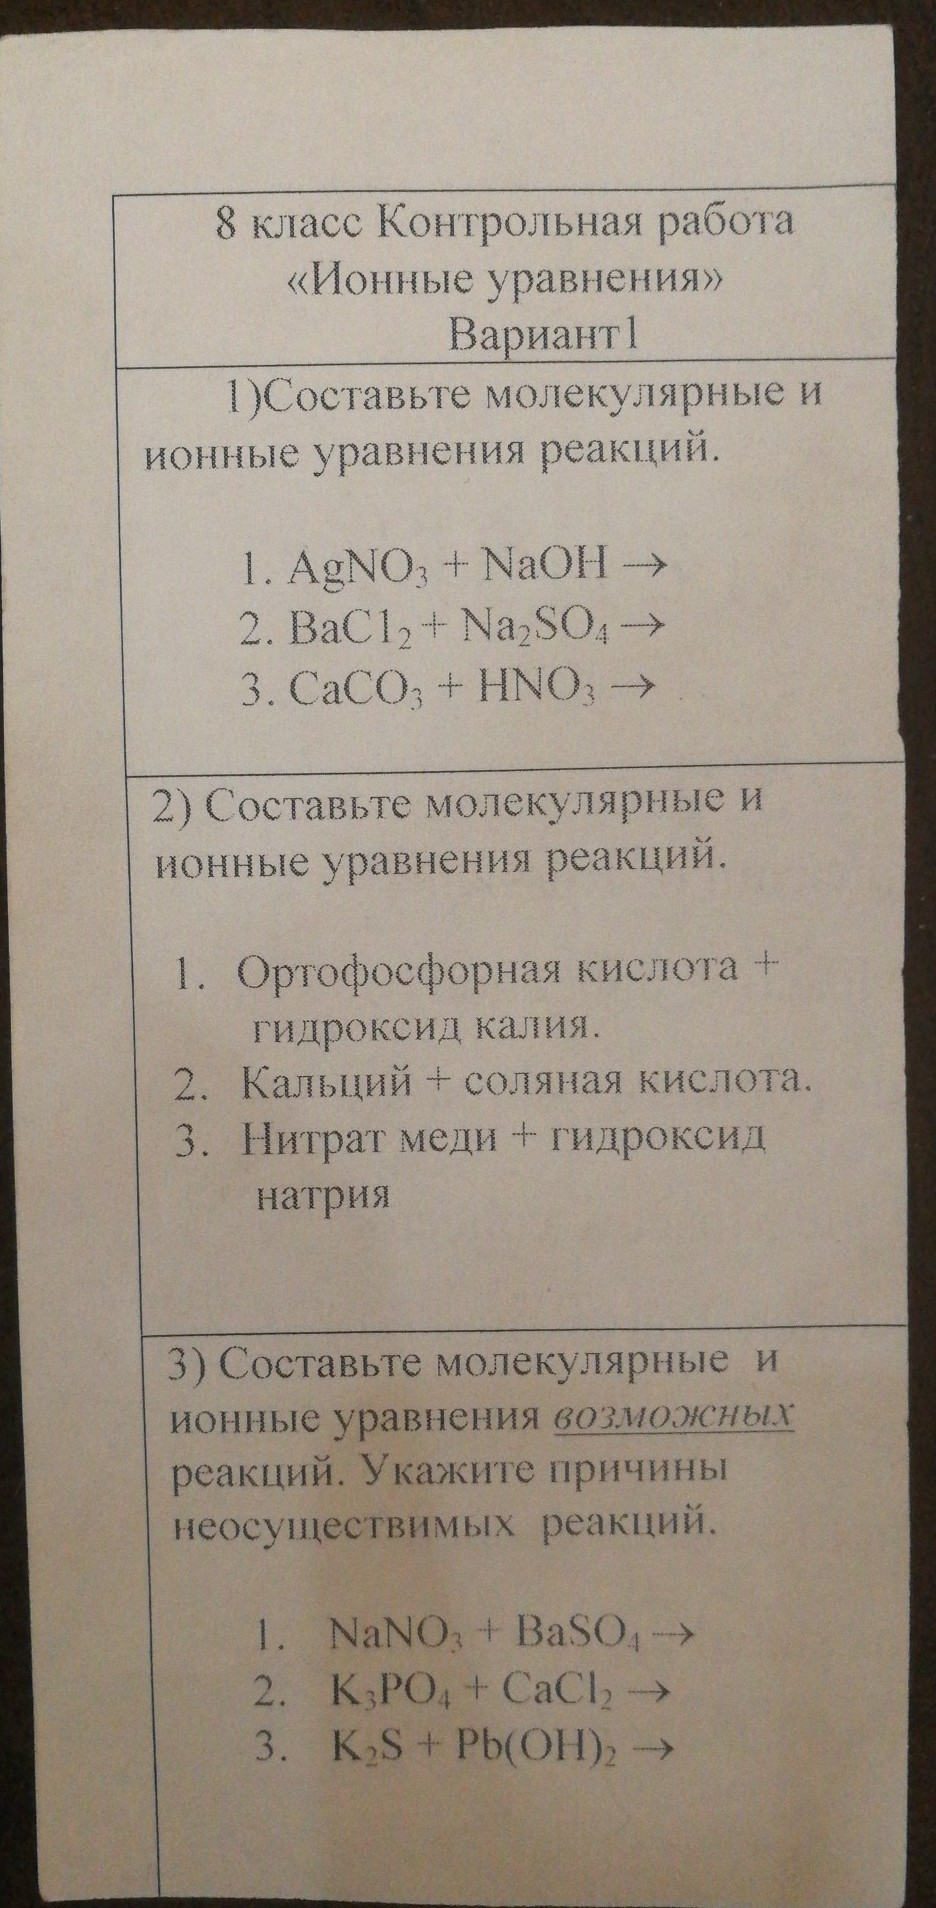 8 класс Контрольная работа
«Ионные уравнения»
Вариант1
1)Составьте молекулярные и
ионные уравнения реакций.
1. AgNO₃ + NaOH →
2. BaCl₂ + Na₂SO₄ →
3. CaCO₃ + HNO₃ →
2) Составьте молекулярные и
ионные уравнения реакций.
1. Ортофосфорная кислота +
гидроксид калия.
2. Кальций + соляная кислота.
3. Нитрат меди + гидроксид
натрия
3) Составьте молекулярные и
ионные уравнения возможных
реакций. Укажите причины
неосуществимых реакций.
1. NaNO₃ + BaSO₄ →
2. K₃PO₄ + CaCl₂ →
3. K₂S + Pb(OH)₂ →